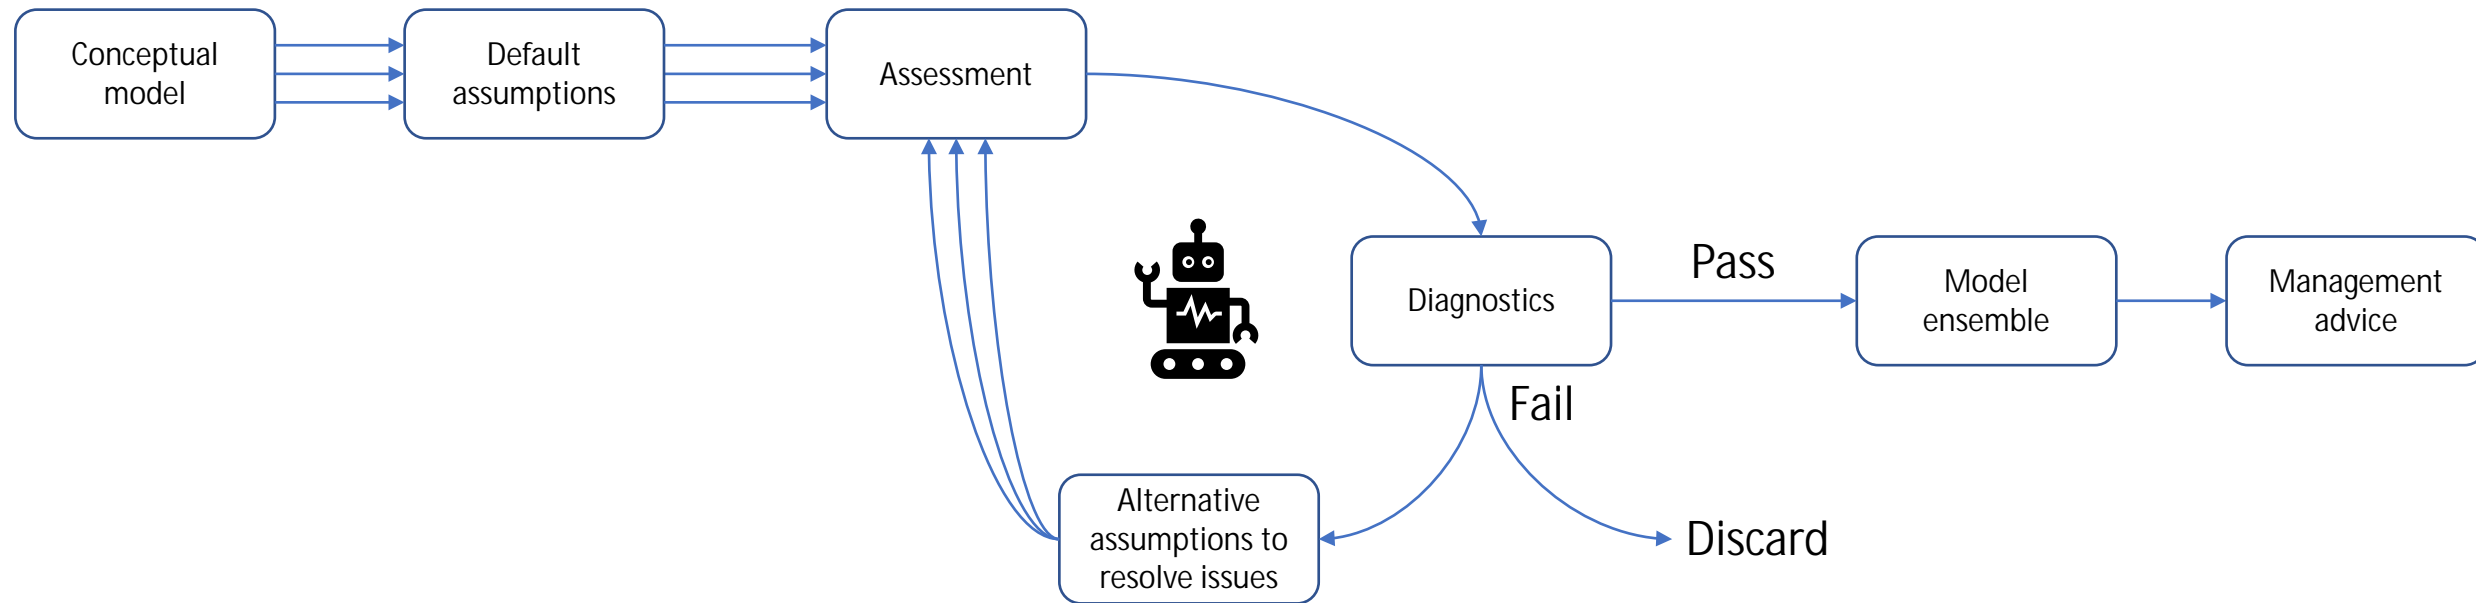 Conceptual
model
Default
assumptions
Assessment
Diagnostics
Pass
Model
ensemble
Management
advice
Fail
Alternative
assumptions to
resolve issues
Discard